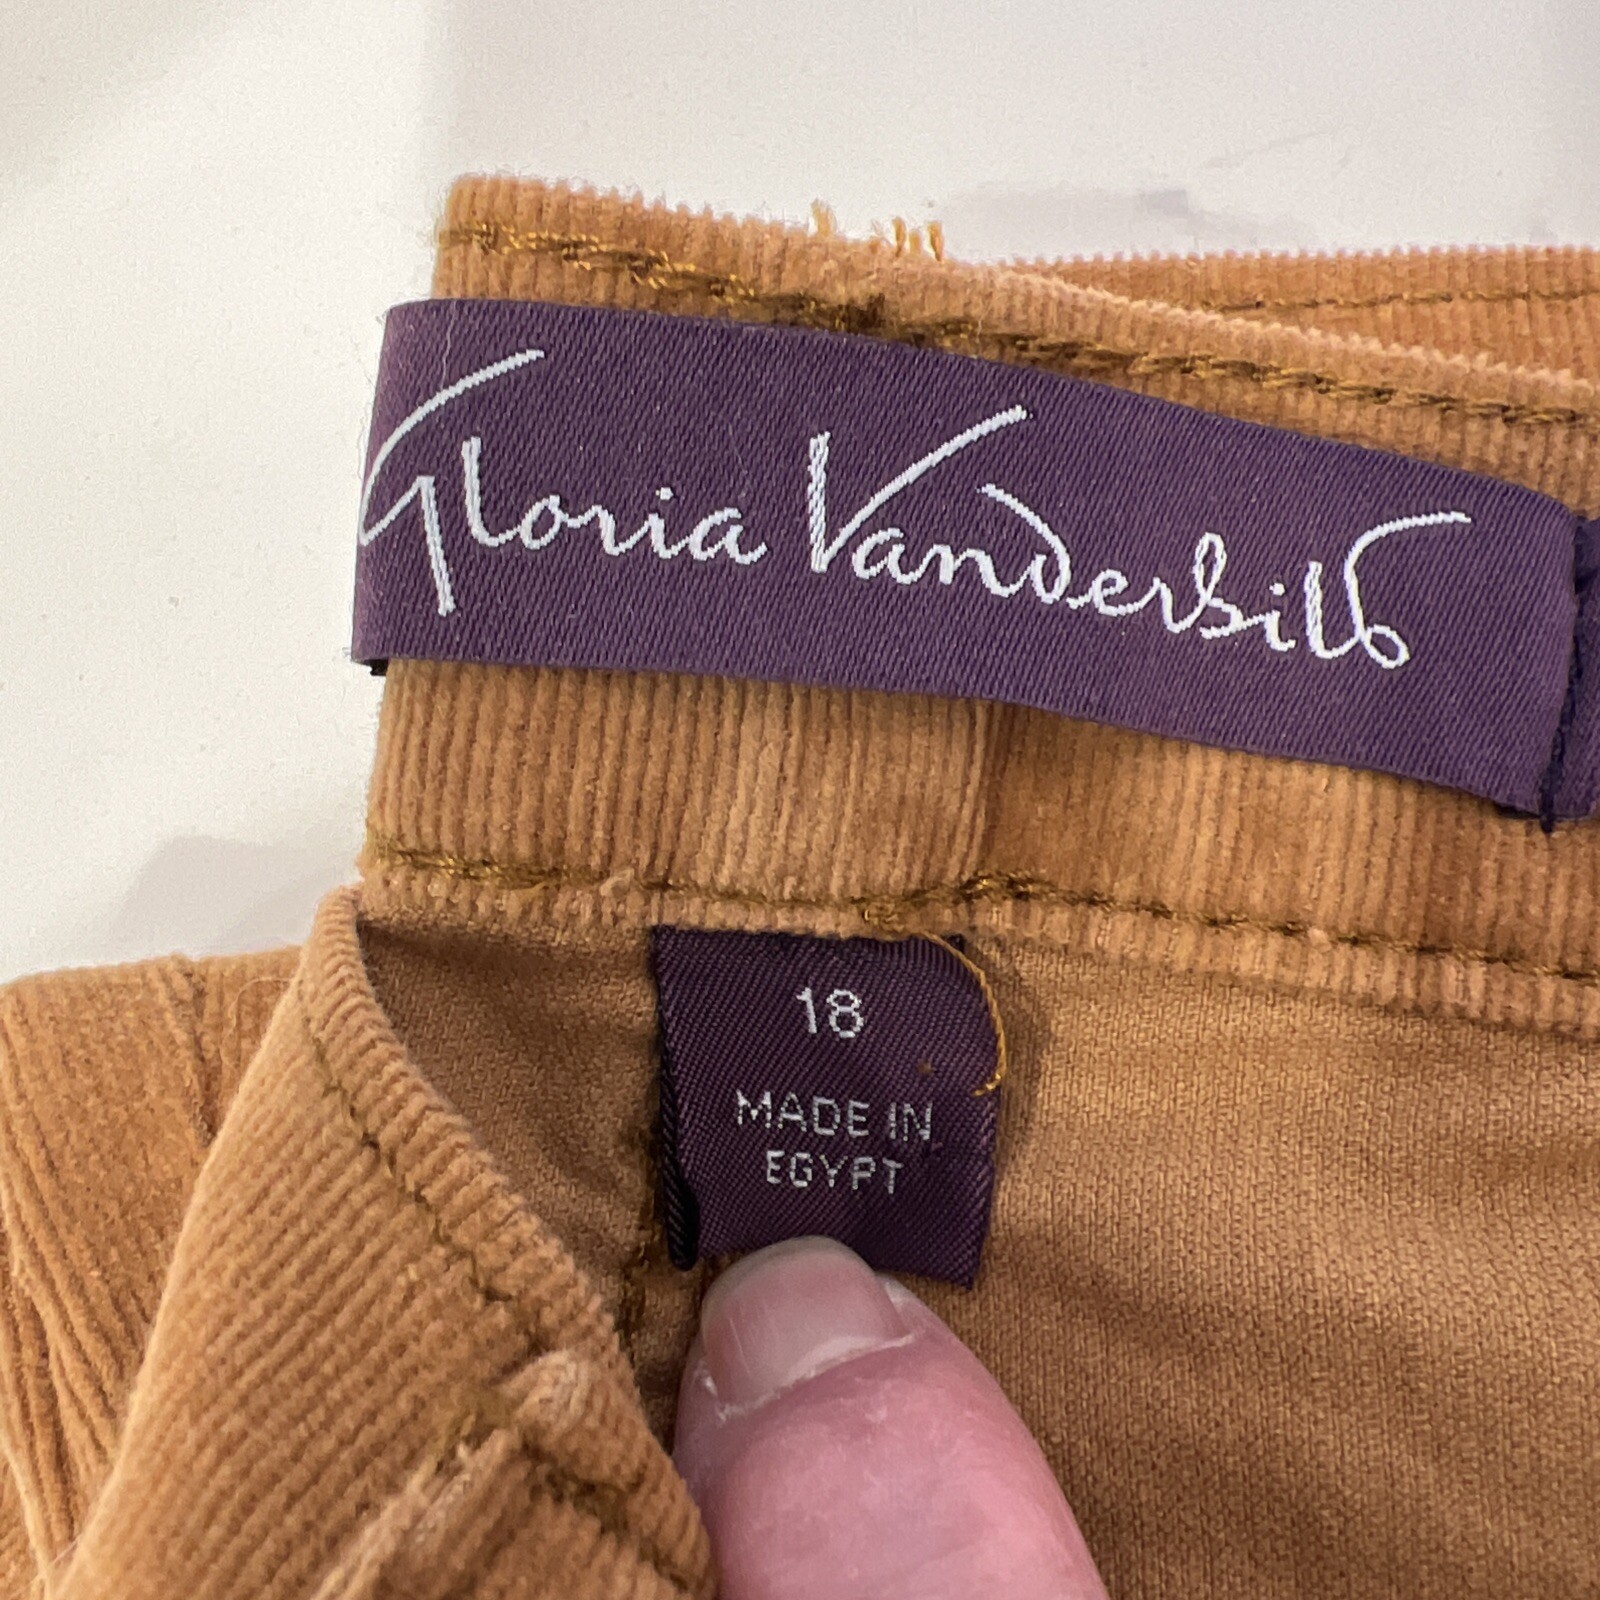 Gloria Vanderbilt
18
MADE IN
EGYPT